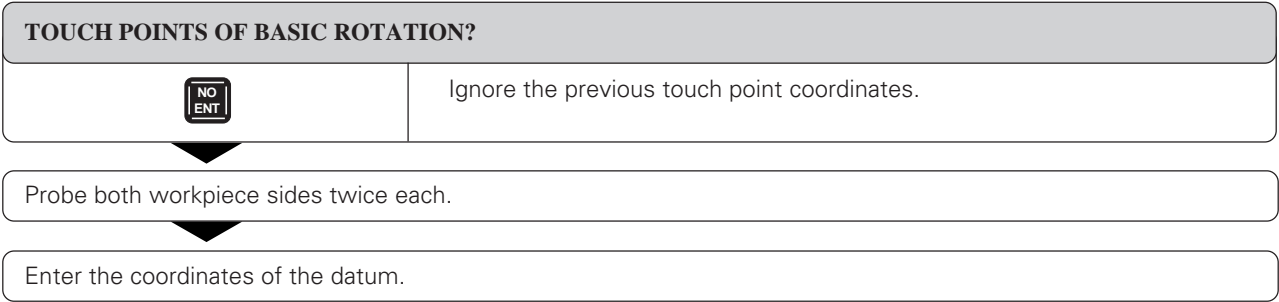 TOUCH POINTS OF BASIC ROTATION?
NO
ENT
Ignore the previous touch point coordinates.
Probe both workpiece sides twice each.
Enter the coordinates of the datum.